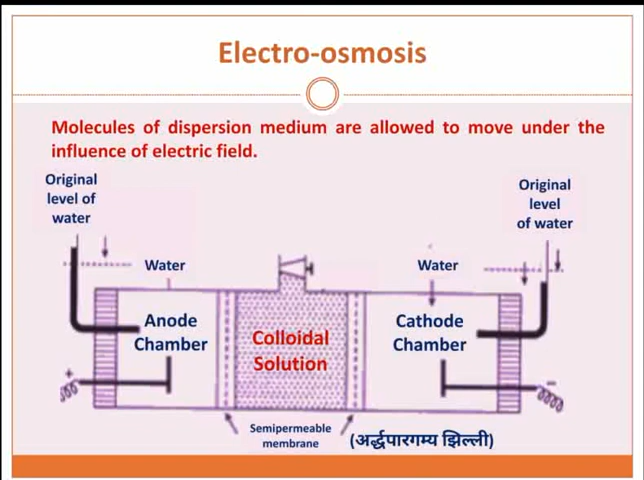 Electro-osmosis
Molecules of dispersion medium are allowed to move under the
influence of electric field.
Original
level of
water
Original
level
of water
Water
Water
Anode
Chamber
Colloidal
Solution
Cathode
Chamber
+
−
Semipermeable
membrane
(अर्द्धपारगम्य झिल्ली)